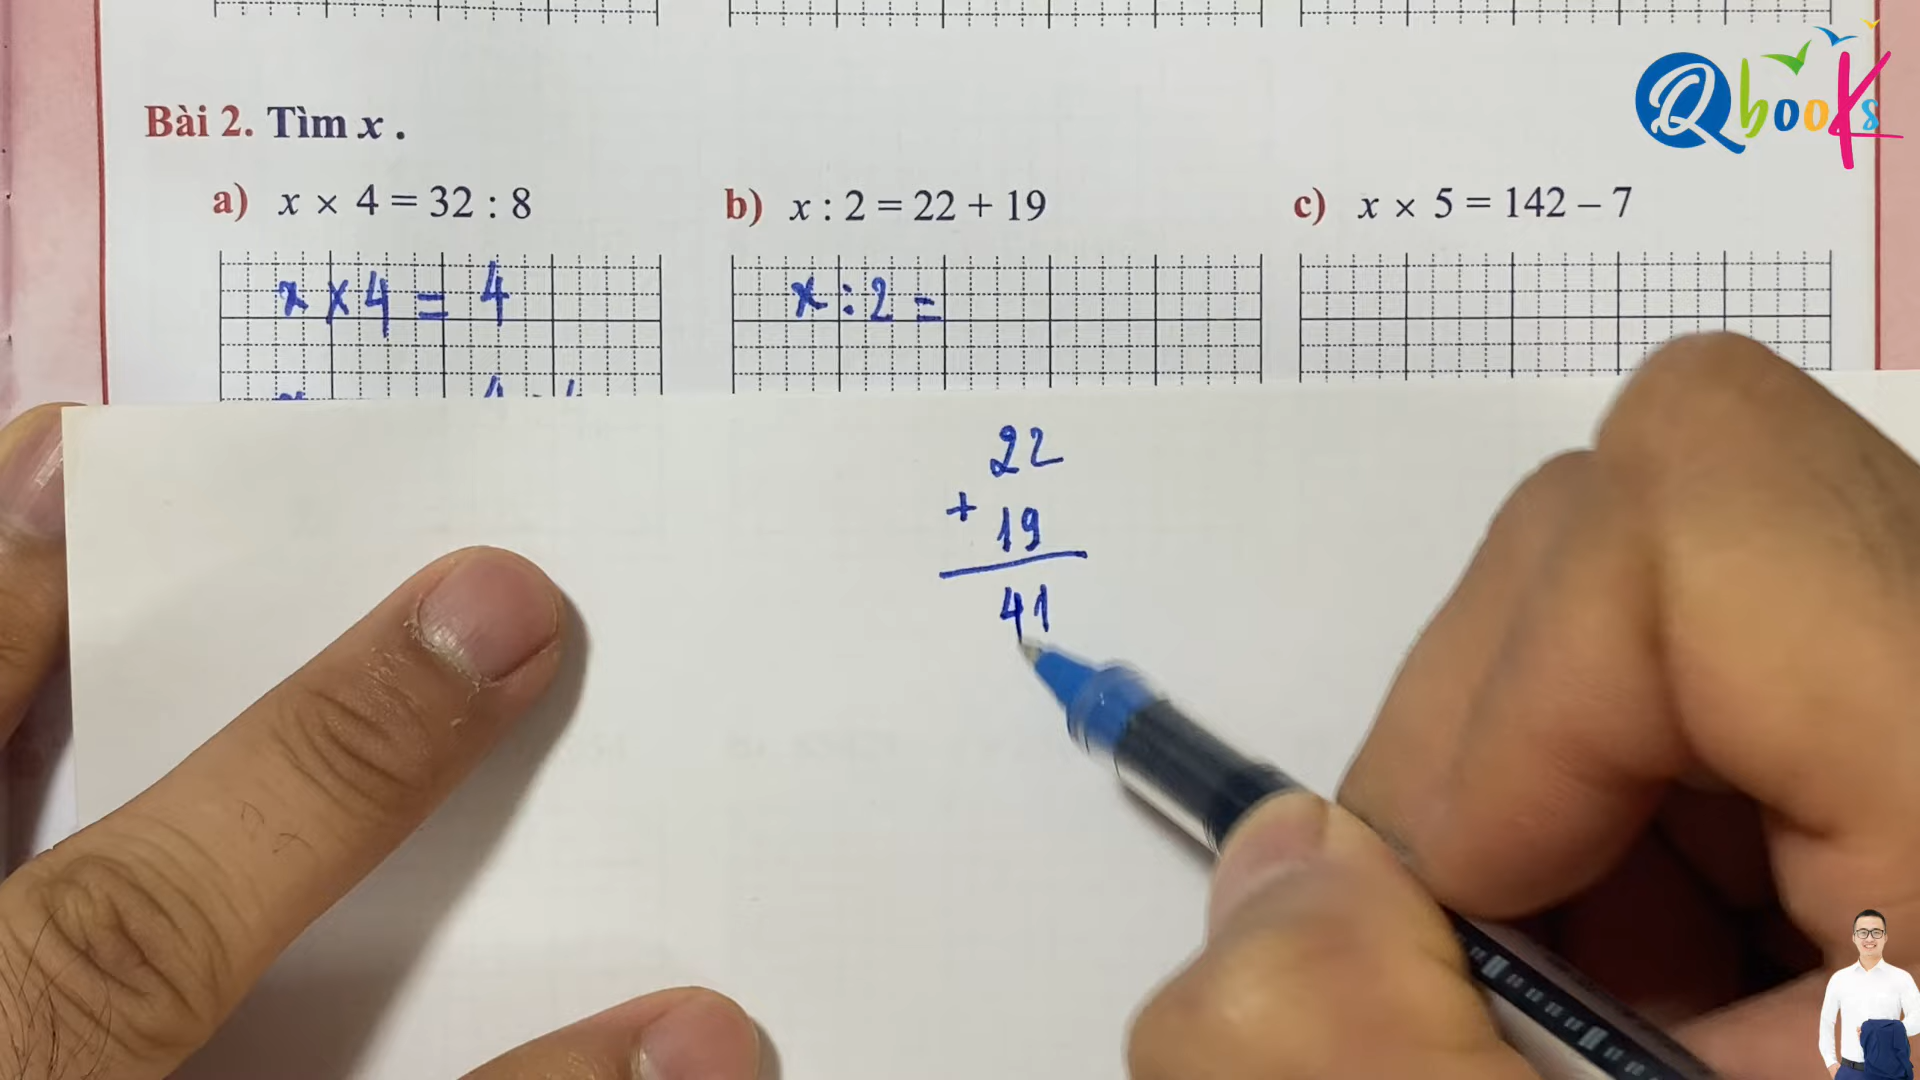 Qbooks
Bài 2. Tìm x .
a) x × 4 = 32 : 8
b) x : 2 = 22 + 19
c) x × 5 = 142 – 7
x × 4 = 4
x : 2 =
22
+ 19
41